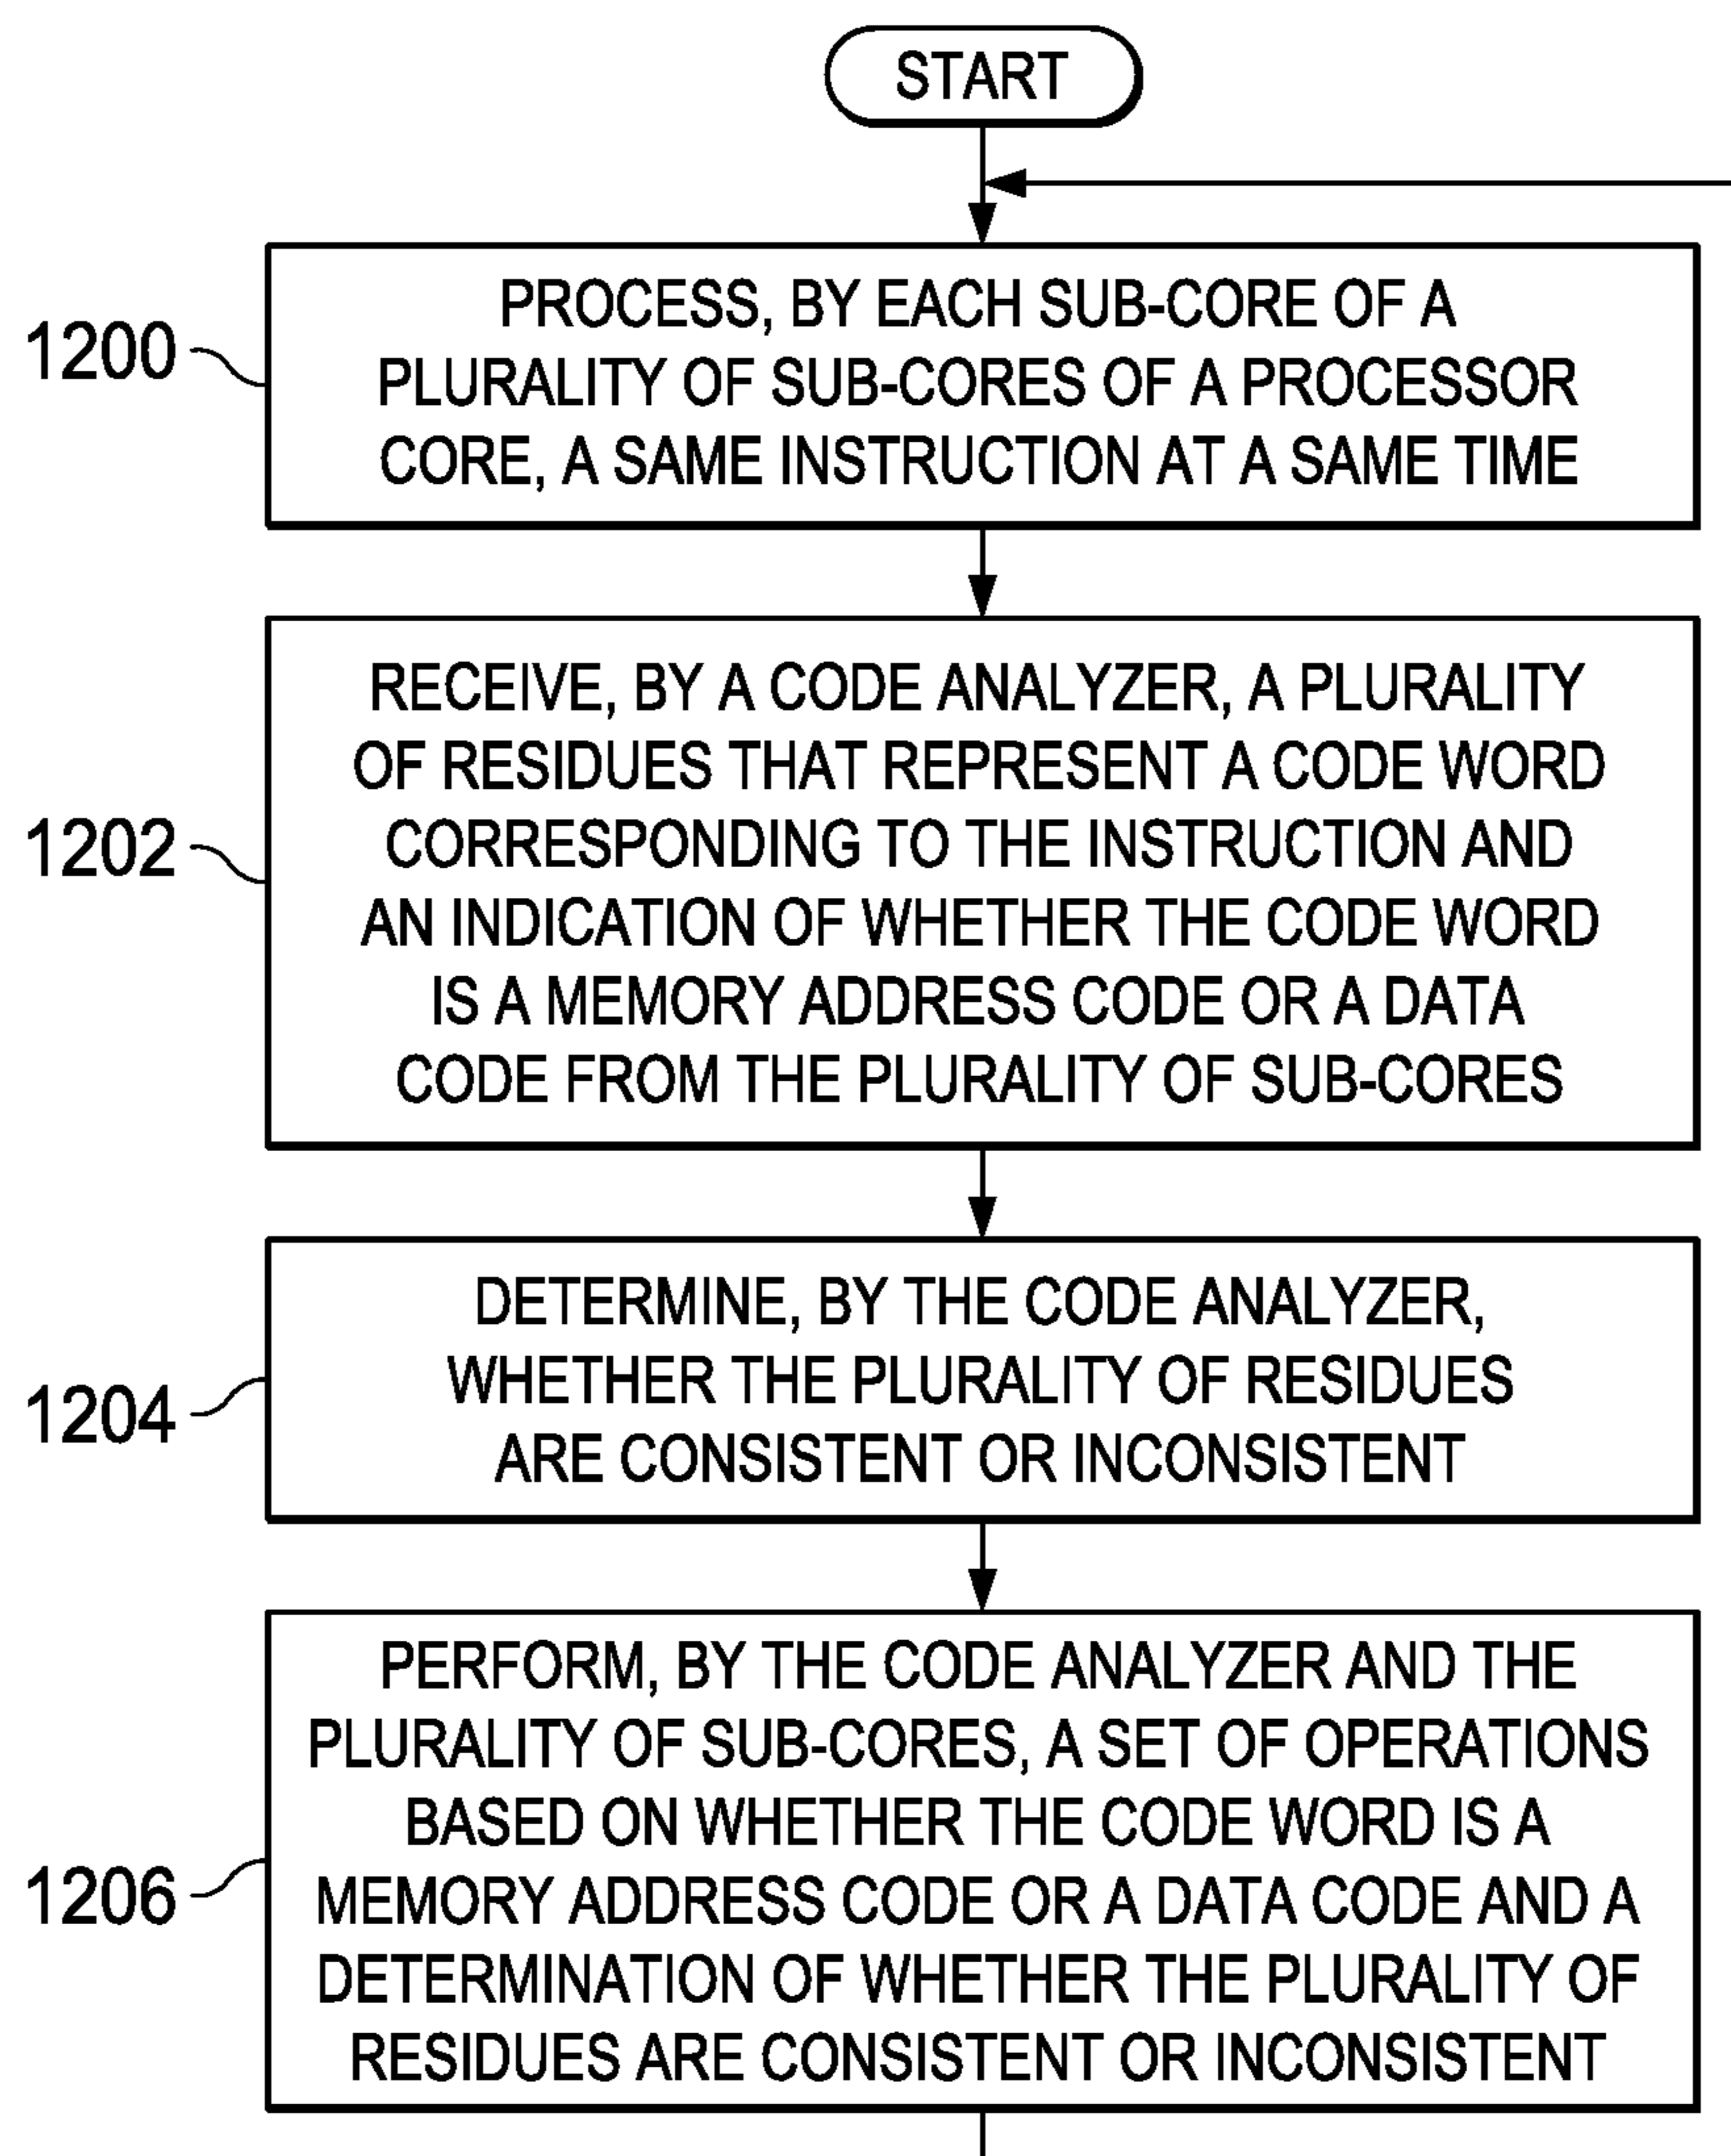 START
PROCESS, BY EACH SUB-CORE OF A
PLURALITY OF SUB-CORES OF A PROCESSOR
CORE, A SAME INSTRUCTION AT A SAME TIME
1200
RECEIVE, BY A CODE ANALYZER, A PLURALITY
OF RESIDUES THAT REPRESENT A CODE WORD
CORRESPONDING TO THE INSTRUCTION AND
AN INDICATION OF WHETHER THE CODE WORD
IS A MEMORY ADDRESS CODE OR A DATA
CODE FROM THE PLURALITY OF SUB-CORES
1202
DETERMINE, BY THE CODE ANALYZER,
WHETHER THE PLURALITY OF RESIDUES
ARE CONSISTENT OR INCONSISTENT
1204
PERFORM, BY THE CODE ANALYZER AND THE
PLURALITY OF SUB-CORES, A SET OF OPERATIONS
BASED ON WHETHER THE CODE WORD IS A
MEMORY ADDRESS CODE OR A DATA CODE AND A
DETERMINATION OF WHETHER THE PLURALITY OF
RESIDUES ARE CONSISTENT OR INCONSISTENT
1206